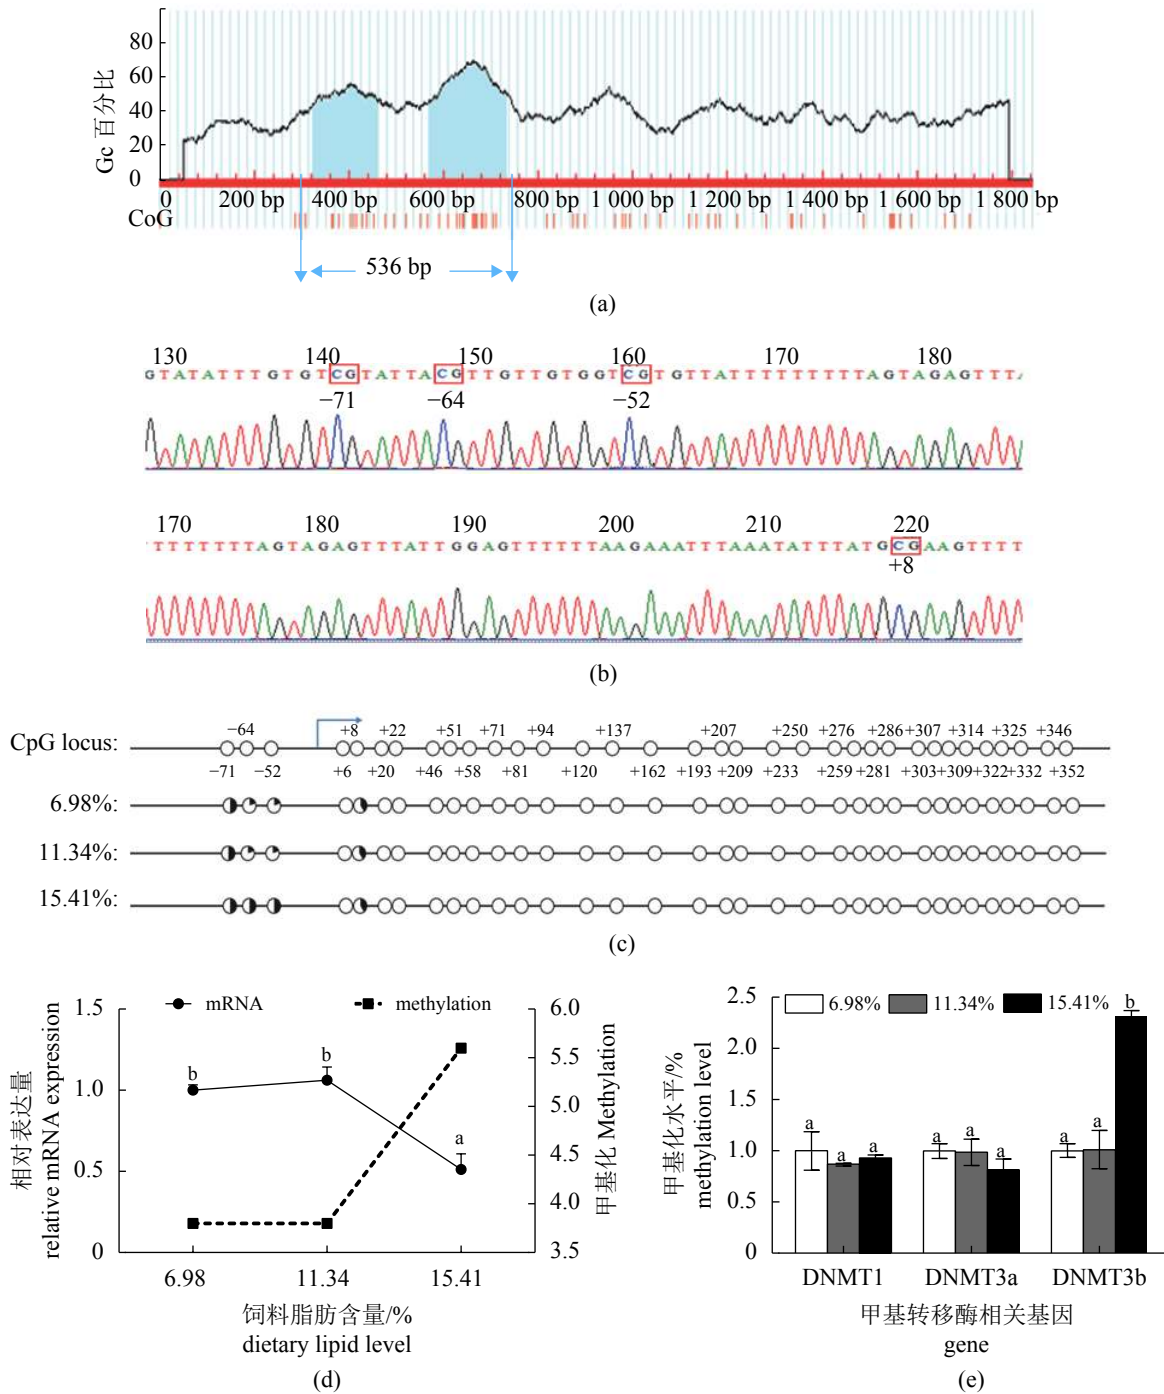 80
60
40
20
0
Gc 百分比
0 200 bp 400 bp 600 bp 800 bp 1 000 bp 1 200 bp 1 400 bp 1 600 bp 1 800 bp
CoG
536 bp
(a)
130 140 150 160 170 180
GTATATTTGTGTCGTATTACGTTGTTGTGGTCGTGTTATTTTTTTTTAGTAGAGTTTA
−71 −64 −52
170 180 190 200 210 220
TTTTTTTTAGTAGAGTTTATTGGAGTTTTTTAAGAAATTTAAATATTTATGCGAAGTTTT
+8
(b)
−64 +8 +22 +51 +71 +94 +137 +207 +250 +276 +286 +307 +314 +325 +346
CpG locus:
−71 −52 +6 +20 +46 +58 +81 +120 +162 +193 +209 +233 +259 +281 +303 +309 +322 +332 +352
6.98%:
11.34%:
15.41%:
(c)
mRNA methylation
1.5
1.0
0.5
0
相对表达量
relative mRNA expression
b b a
6.0
5.5
5.0
4.5
4.0
3.5
甲基化 Methylation
6.98 11.34 15.41
饲料脂肪含量/%
dietary lipid level
(d)
6.98% 11.34% 15.41%
2.5
2.0
1.5
1.0
0.5
0
甲基化水平/%
methylation level
a a a a a a a a b
DNMT1 DNMT3a DNMT3b
甲基转移酶相关基因
gene
(e)